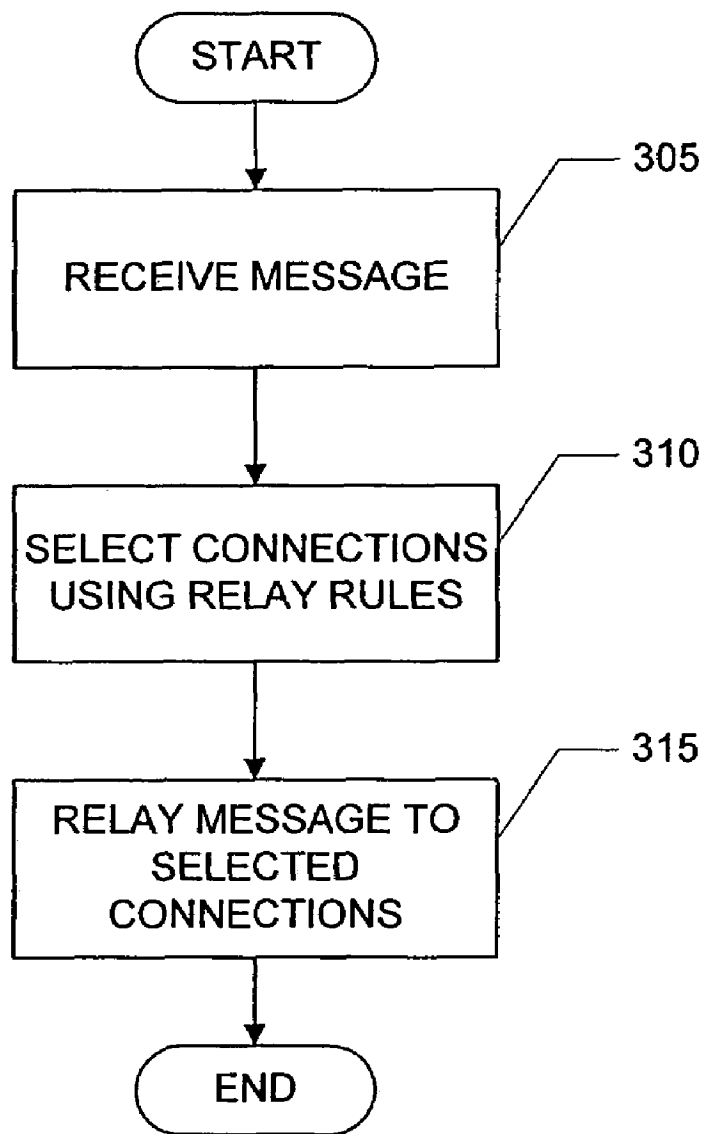 START
305
RECEIVE MESSAGE
310
SELECT CONNECTIONS
USING RELAY RULES
315
RELAY MESSAGE TO
SELECTED
CONNECTIONS
END